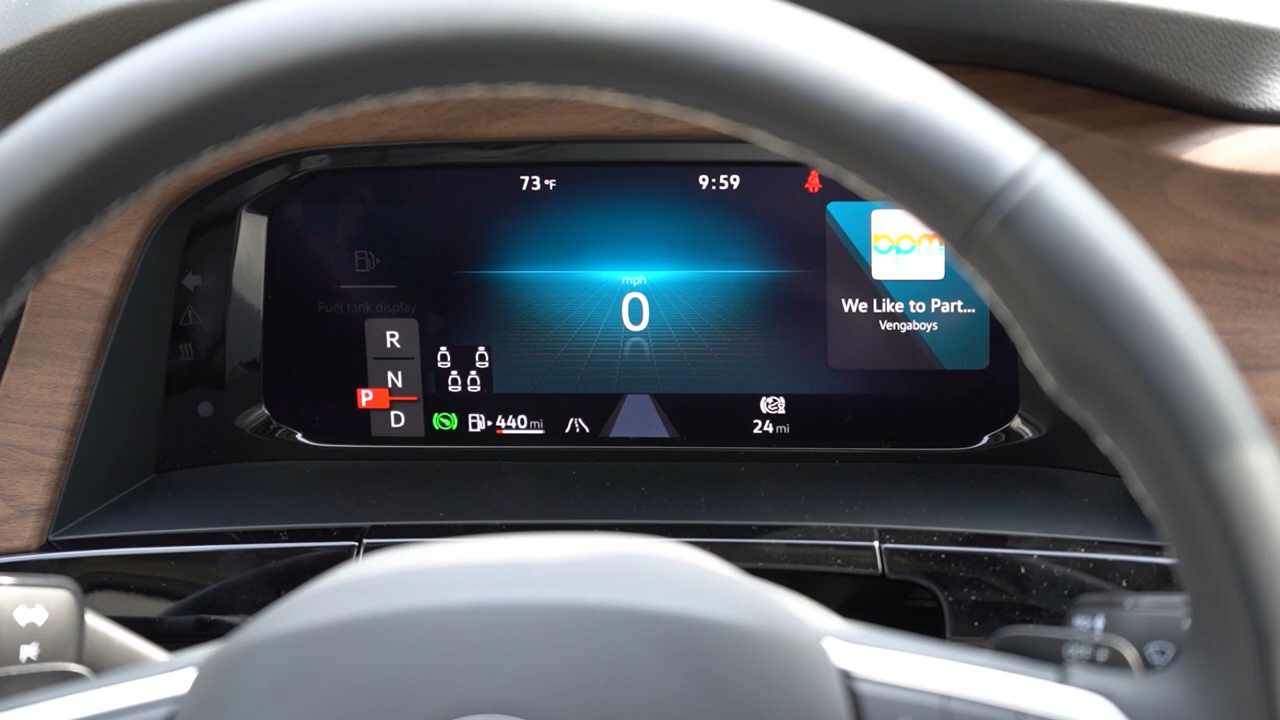 73 °F
9:59
bpm
mph
0
We Like to Part...
Vengaboys
Fuel tank display
R
N
P
D
440 mi
24 mi